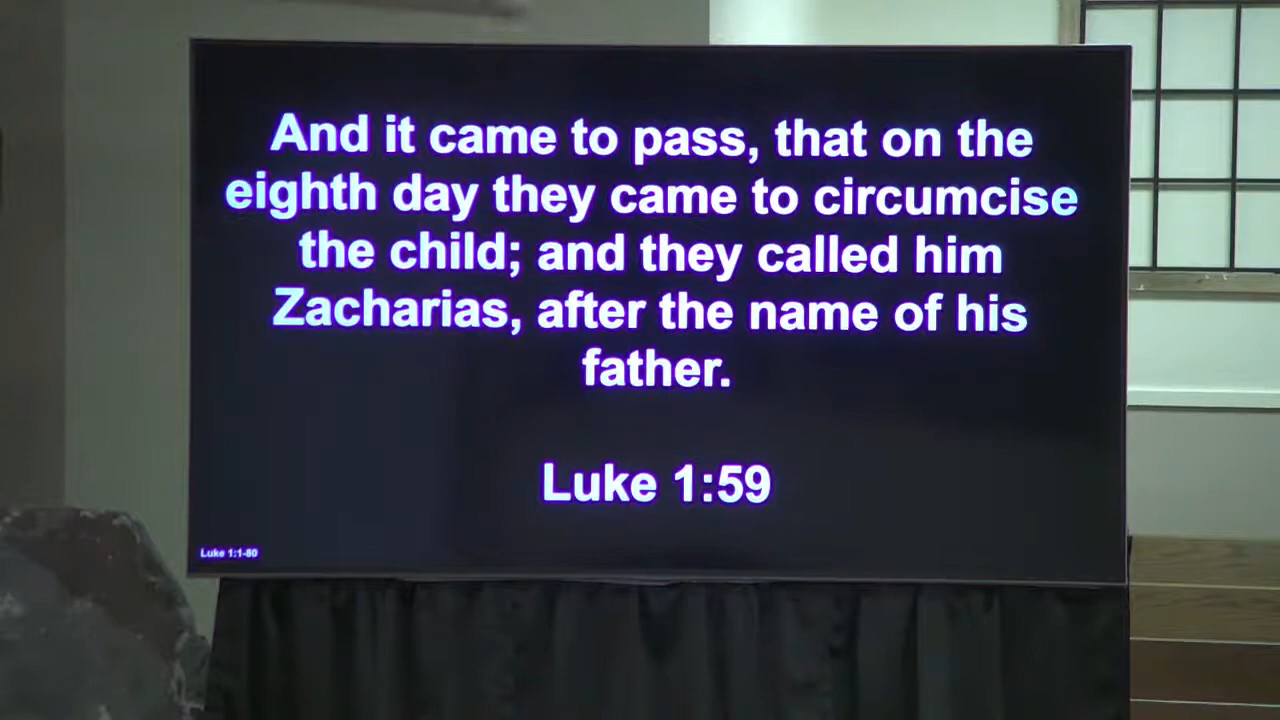 And it came to pass, that on the
eighth day they came to circumcise
the child; and they called him
Zacharias, after the name of his
father.
Luke 1:59
Luke 1:1-80